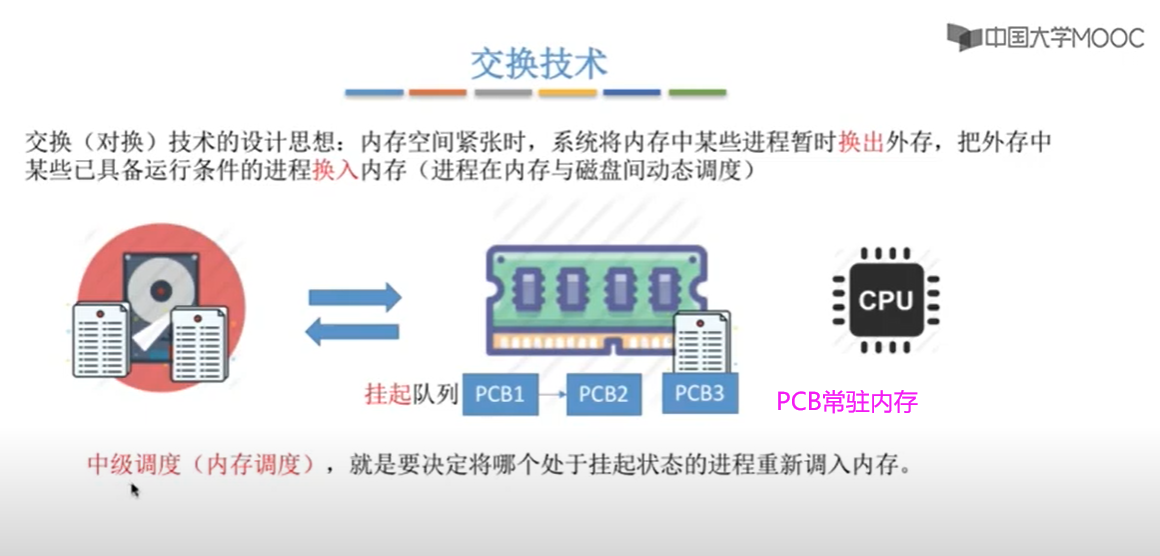 中国大学MOOC
交换技术
交换（对换）技术的设计思想：内存空间紧张时，系统将内存中某些进程暂时换出外存，把外存中
某些已具备运行条件的进程换入内存（进程在内存与磁盘间动态调度）
CPU
挂起队列 PCB1 PCB2 PCB3
PCB常驻内存
中级调度（内存调度），就是要决定将哪个处于挂起状态的进程重新调入内存。